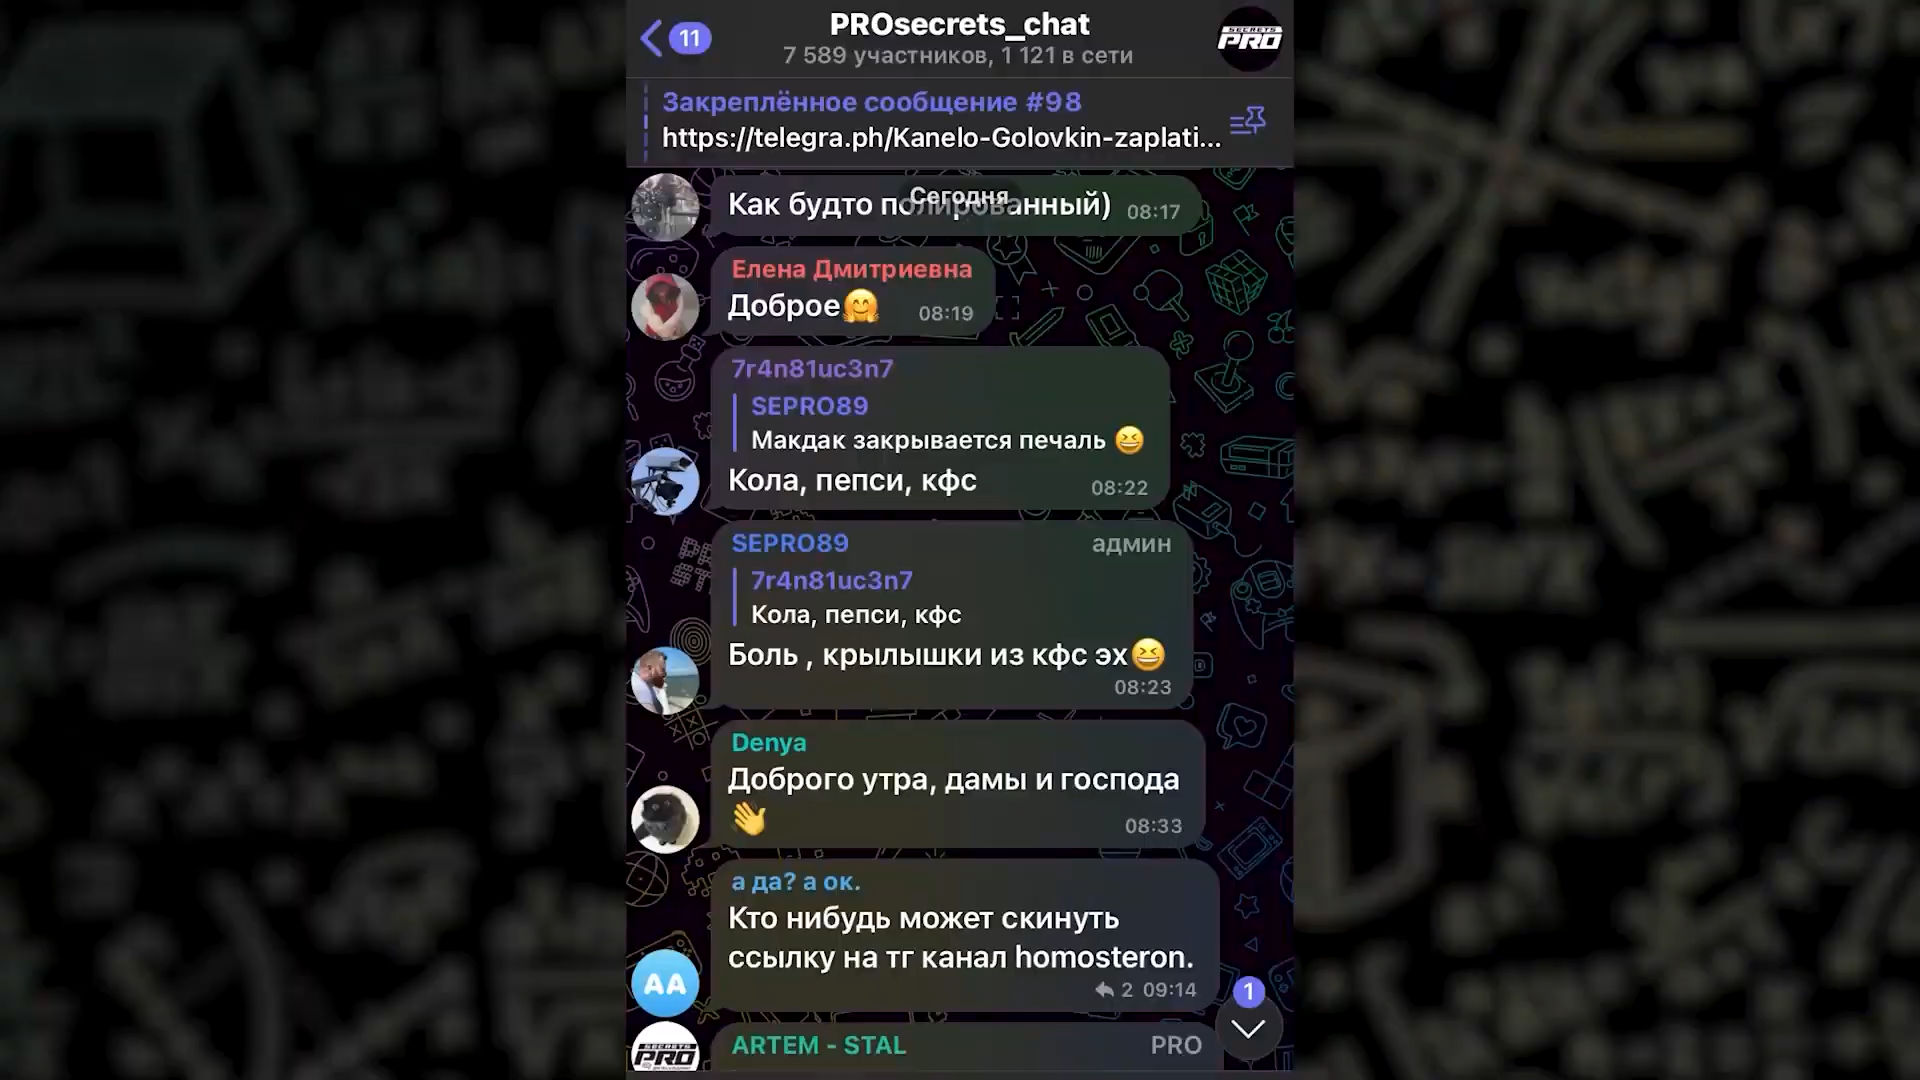 11
PROsecrets_chat
7 589 участников, 1 121 в сети
SECRETS
PRO
Закреплённое сообщение #98
https://telegra.ph/Kanelo-Golovkin-zaplati...
Сегодня
Как будто полированный) 08:17
Елена Дмитриевна
Доброе🤗 08:19
7r4n81uc3n7
SEPRO89
Макдак закрывается печаль 😆
Кола, пепси, кфс 08:22
SEPRO89 админ
7r4n81uc3n7
Кола, пепси, кфс
Боль , крылышки из кфс эх😆
08:23
Denya
Доброго утра, дамы и господа
👋 08:33
а да? а ок.
Кто нибудь может скинуть
ссылку на тг канал homosteron.
AA
2 09:14
1
ARTEM - STAL PRO
SECRETS
PRO